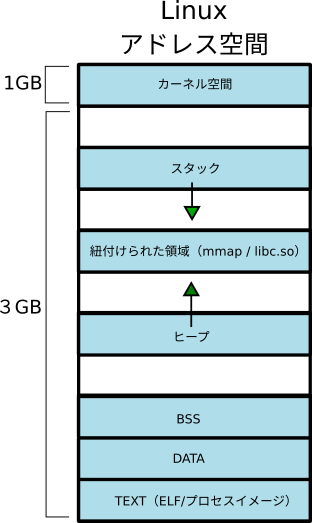 Linux
アドレス空間
1GB
カーネル空間
スタック
紐付けられた領域（mmap / libc.so）
3 GB
ヒープ
BSS
DATA
TEXT（ELF/プロセスイメージ）